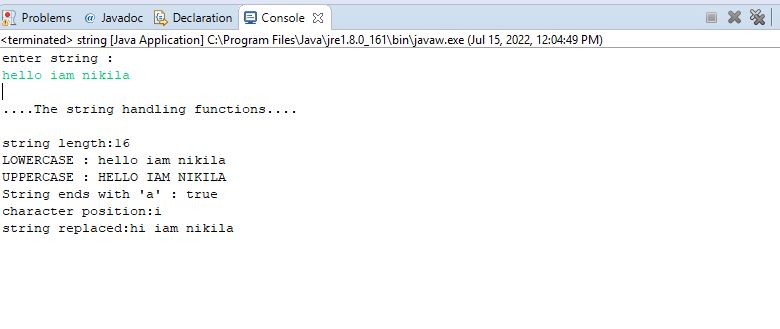 Problems @ Javadoc Declaration Console
<terminated> string [Java Application] C:\Program Files\Java\jre1.8.0_161\bin\javaw.exe (Jul 15, 2022, 12:04:49 PM)
enter string :
hello iam nikila
....The string handling functions....
string length:16
LOWERCASE : hello iam nikila
UPPERCASE : HELLO IAM NIKILA
String ends with 'a' : true
character position:i
string replaced:hi iam nikila